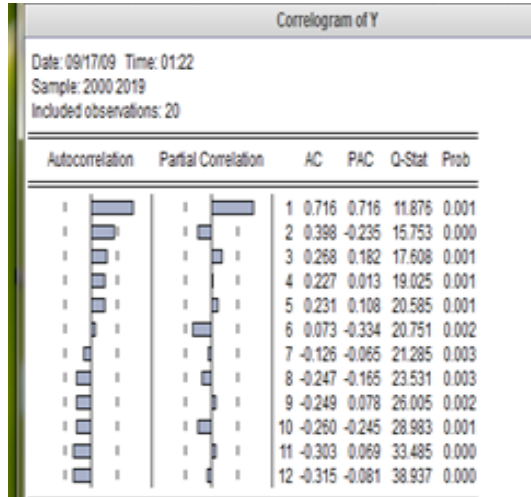 Correlogram of Y
Date: 09/17/09 Time: 01:22
Sample: 2000 2019
Included observations: 20
Autocorrelation Partial Correlation AC PAC Q-Stat Prob
1 0.716 0.716 11.876 0.001
2 0.398 -0.235 15.753 0.000
3 0.268 0.182 17.608 0.001
4 0.227 0.013 19.025 0.001
5 0.231 0.108 20.585 0.001
6 0.073 -0.334 20.751 0.002
7 -0.126 -0.065 21.285 0.003
8 -0.247 -0.165 23.531 0.003
9 -0.249 0.078 26.005 0.002
10 -0.260 -0.245 28.983 0.001
11 -0.303 0.069 33.485 0.000
12 -0.315 -0.081 38.937 0.000